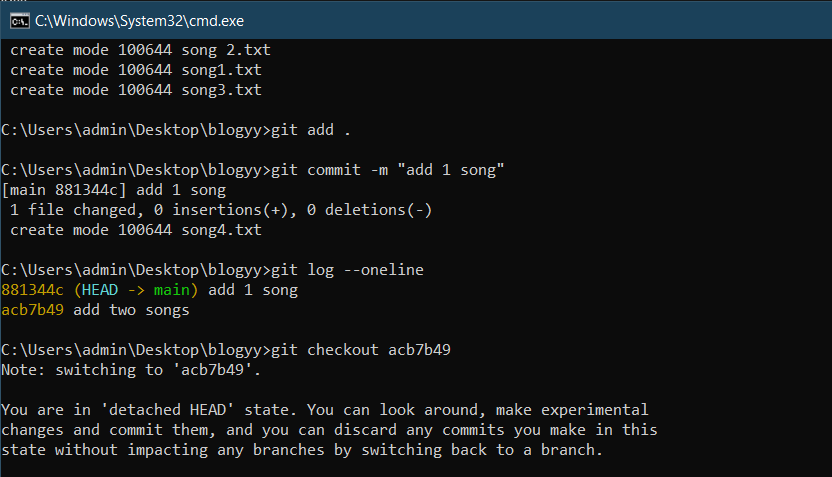 C:\Windows\System32\cmd.exe
create mode 100644 song 2.txt
create mode 100644 song1.txt
create mode 100644 song3.txt
C:\Users\admin\Desktop\blogyy>git add .
C:\Users\admin\Desktop\blogyy>git commit -m "add 1 song"
[main 881344c] add 1 song
1 file changed, 0 insertions(+), 0 deletions(-)
create mode 100644 song4.txt
C:\Users\admin\Desktop\blogyy>git log --oneline
881344c (HEAD -> main) add 1 song
acb7b49 add two songs
C:\Users\admin\Desktop\blogyy>git checkout acb7b49
Note: switching to 'acb7b49'.
You are in 'detached HEAD' state. You can look around, make experimental
changes and commit them, and you can discard any commits you make in this
state without impacting any branches by switching back to a branch.